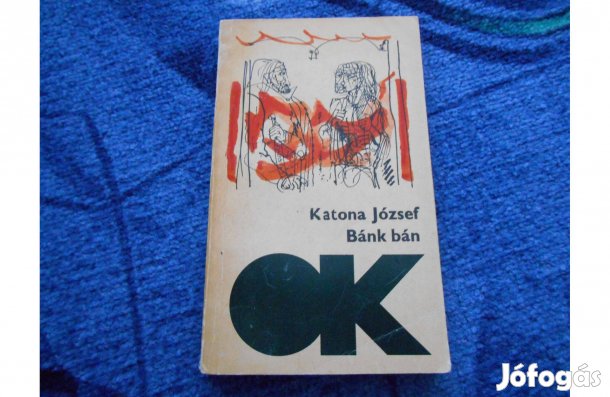 Katona József
Bánk bán
OK
Jófogás